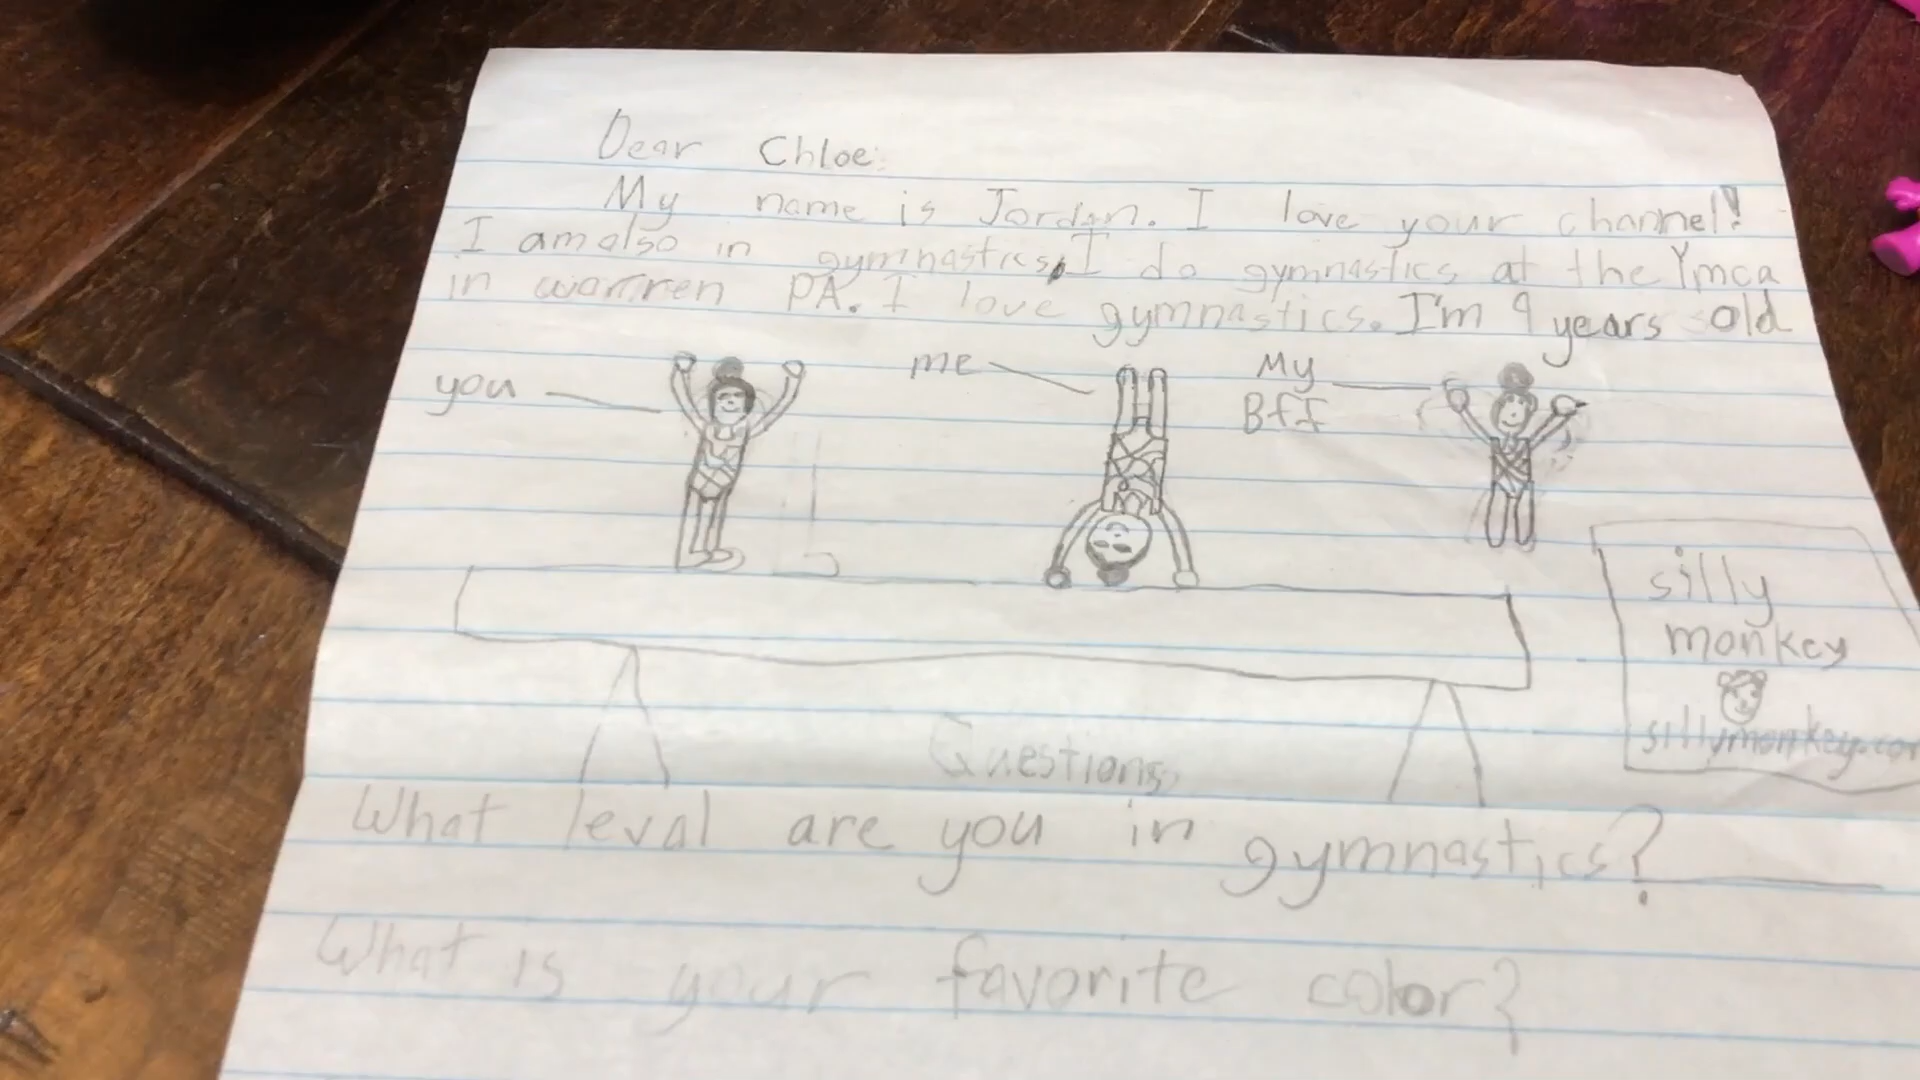 Dear Chloe:
My name is Jordan. I love your channel!
I am also in gymnastics, I do gymnastics at the Ymca
in warren PA. I love gymnastics. I'm 9 years old
you
me
My
Bff
silly
monkey
sillymonkey.com
Questions
What leval are you in gymnastics?
What is your favorite color?